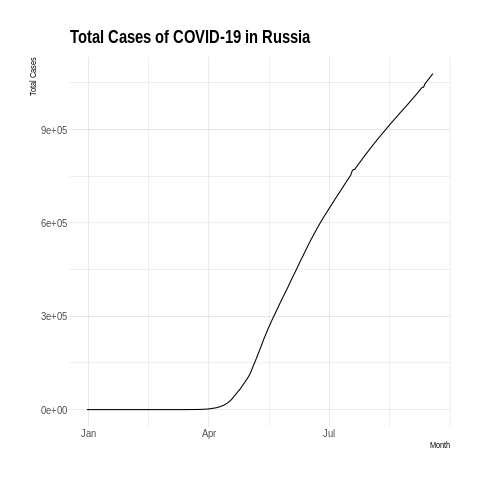 Total Cases of COVID-19 in Russia
Total Cases
9e+05
6e+05
3e+05
0e+00
Jan Apr Jul
Month